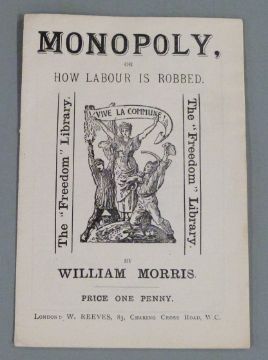 MONOPOLY,
OR
HOW LABOUR IS ROBBED.
The "Freedom" Library.
VIVE LA COMMUNE!
The "Freedom" Library.
BY
WILLIAM MORRIS.
PRICE ONE PENNY.
LONDON: W. REEVES, 83, CHARING CROSS ROAD, W.C.